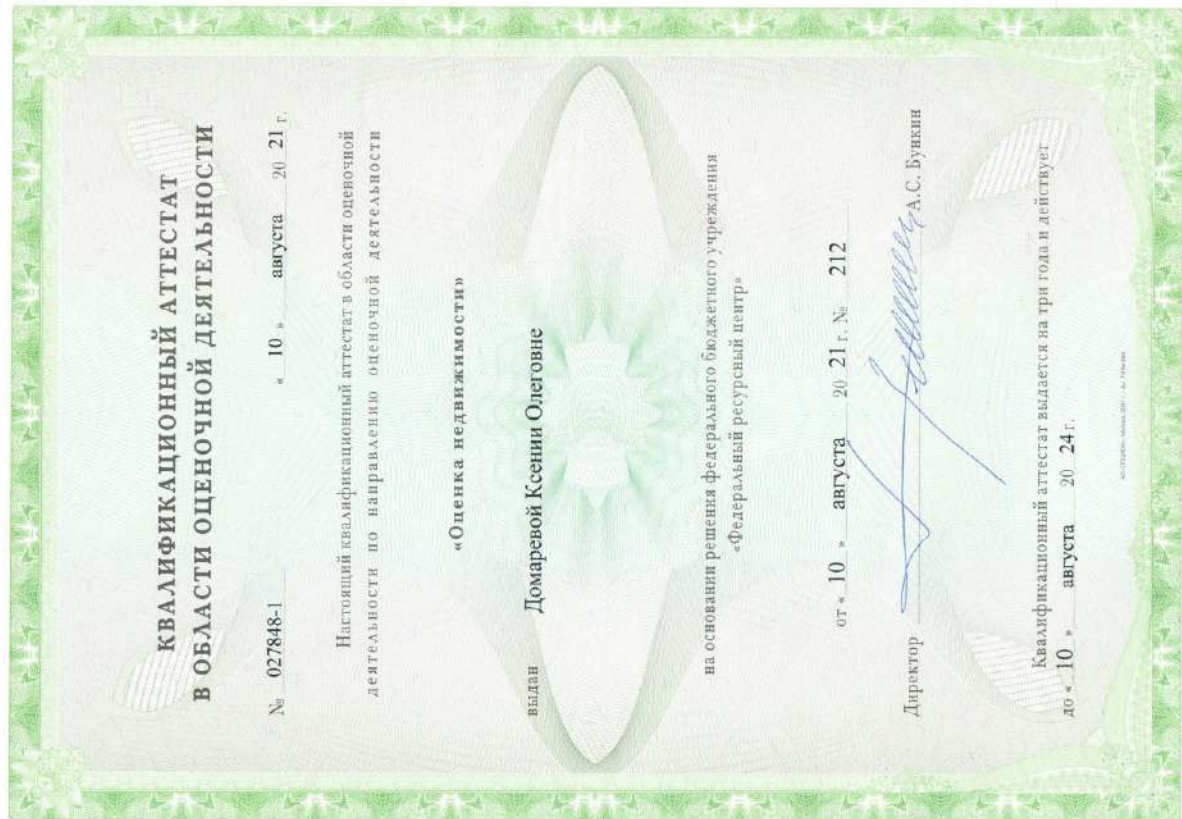 КВАЛИФИКАЦИОННЫЙ АТТЕСТАТ
В ОБЛАСТИ ОЦЕНОЧНОЙ ДЕЯТЕЛЬНОСТИ
№ 027848-1 « 10 » августа 20 21 г.
Настоящий квалификационный аттестат в области оценочной
деятельности по направлению оценочной деятельности
«Оценка недвижимости»
выдан Домаревой Ксении Олеговне
на основании решения федерального бюджетного учреждения
«Федеральный ресурсный центр»
от « 10 » августа 20 21 г. № 212
Директор А.С. Бункин
Квалификационный аттестат выдается на три года и действует
до « 10 » августа 20 24 г.